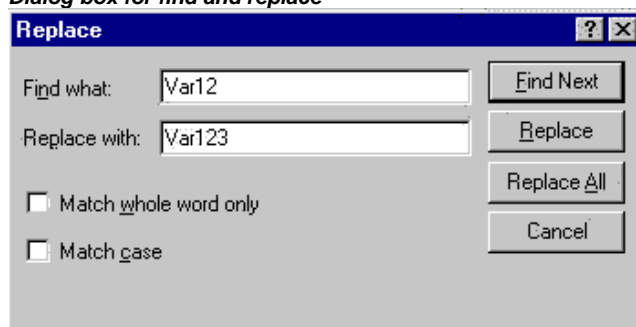 Dialog box for find and replace
Replace
Find what: Var12
Find Next
Replace with: Var123
Replace
Replace All
Match whole word only
Cancel
Match case